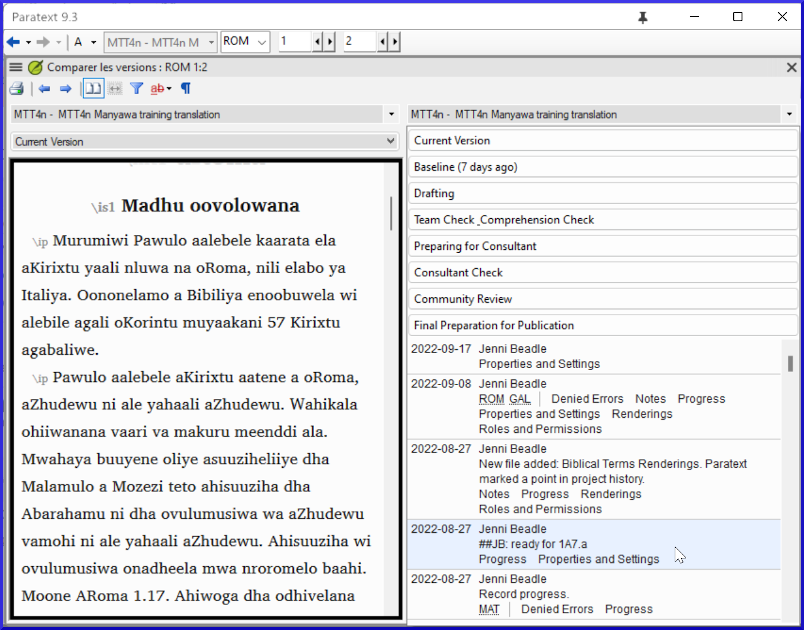 Paratext 9.3
A
MTT4n - MTT4n M
ROM
1
2
Comparer les versions : ROM 1:2
ab
¶
MTT4n - MTT4n Manyawa training translation
Current Version
\is1 Madhu oovolowana
\ip Murumiwi Pawulo aalebele kaarata ela
aKirixtu yaali nluwa na oRoma, nili elabo ya
Italiya. Oononelamo a Bibiliya enoobuwela wi
alebile agali oKorintu muyaakani 57 Kirixtu
agabaliwe.
\ip Pawulo aalebele aKirixtu aatene a oRoma,
aZhudewu ni ale yahaali aZhudewu. Wahikala
ohiiwanana vaari va makuru meenddi ala.
Mwahaya buuyene oliye asuuziheliiye dha
Malamulo a Mozezi teto ahisuuziha dha
Abarahamu ni dha ovulumusiwa wa aZhudewu
vamohi ni ale yahaali aZhudewu. Ahisuuziha wi
ovulumusiwa onadheela mwa nroromelo baahi.
Moone ARoma 1.17. Ahiwoga dha odhivelana
MTT4n - MTT4n Manyawa training translation
Current Version
Baseline (7 days ago)
Drafting
Team Check _Comprehension Check
Preparing for Consultant
Consultant Check
Community Review
Final Preparation for Publication
2022-09-17 Jenni Beadle
Properties and Settings
2022-09-08 Jenni Beadle
ROM GAL Denied Errors Notes Progress
Properties and Settings Renderings
Roles and Permissions
2022-08-27 Jenni Beadle
New file added: Biblical Terms Renderings. Paratext
marked a point in project history.
Notes Progress Renderings
Roles and Permissions
2022-08-27 Jenni Beadle
##JB: ready for 1A7.a
Progress Properties and Settings
2022-08-27 Jenni Beadle
Record progress.
MAT Denied Errors Progress